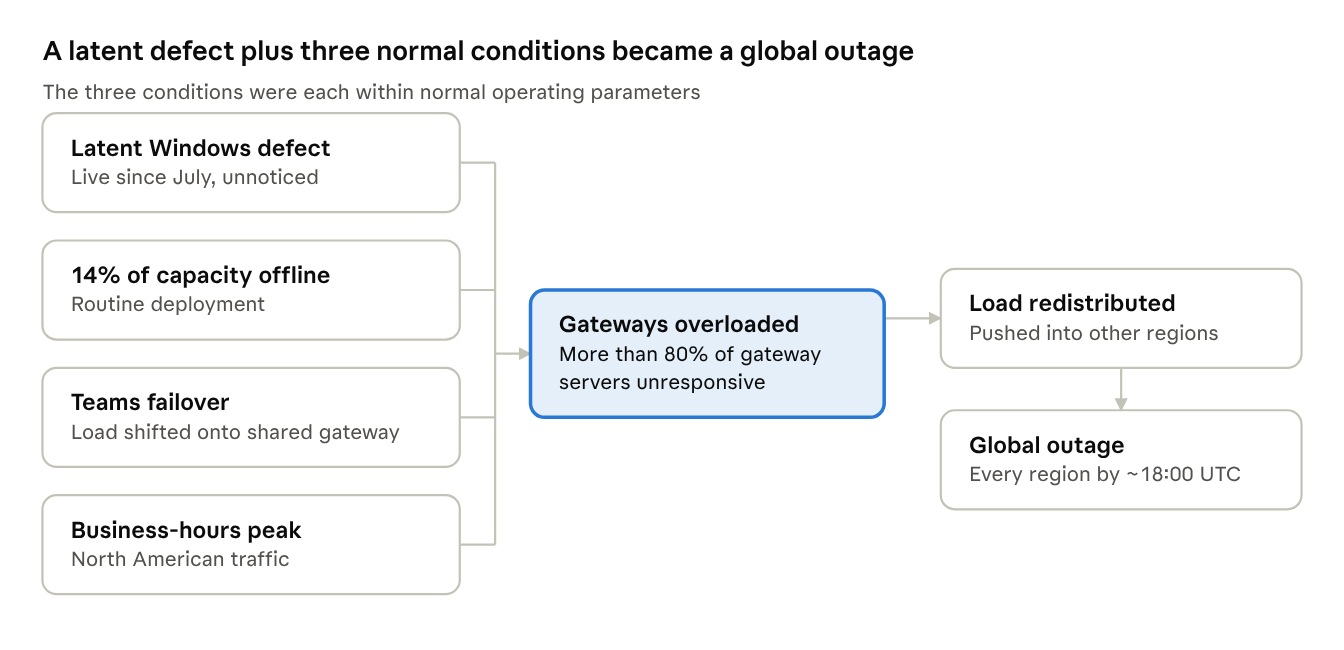 A latent defect plus three normal conditions became a global outage
The three conditions were each within normal operating parameters
Latent Windows defect
Live since July, unnoticed
14% of capacity offline
Routine deployment
Teams failover
Load shifted onto shared gateway
Business-hours peak
North American traffic
Gateways overloaded
More than 80% of gateway
servers unresponsive
Load redistributed
Pushed into other regions
Global outage
Every region by ~18:00 UTC